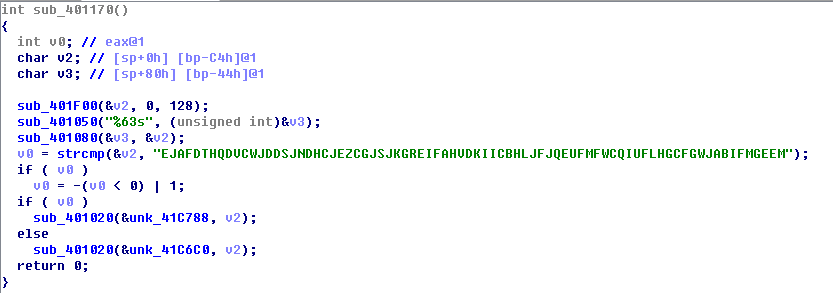 int sub_401170()
{
  int v0; // eax@1
  char v2; // [sp+0h] [bp-C4h]@1
  char v3; // [sp+80h] [bp-44h]@1

  sub_401F00(&v2, 0, 128);
  sub_401050("%63s", (unsigned int)&v3);
  sub_401080(&v3, &v2);
  v0 = strcmp(&v2, "EJAFDTHQDVCWJDDSJNDHCJEZCGJSJKGREIFAHVDKIICBHLJFJQEUFMFWCQIUFLHGCFGWJABIFMGEEM");
  if ( v0 )
    v0 = -(v0 < 0) | 1;
  if ( v0 )
    sub_401020(&unk_41C788, v2);
  else
    sub_401020(&unk_41C6C0, v2);
  return 0;
}